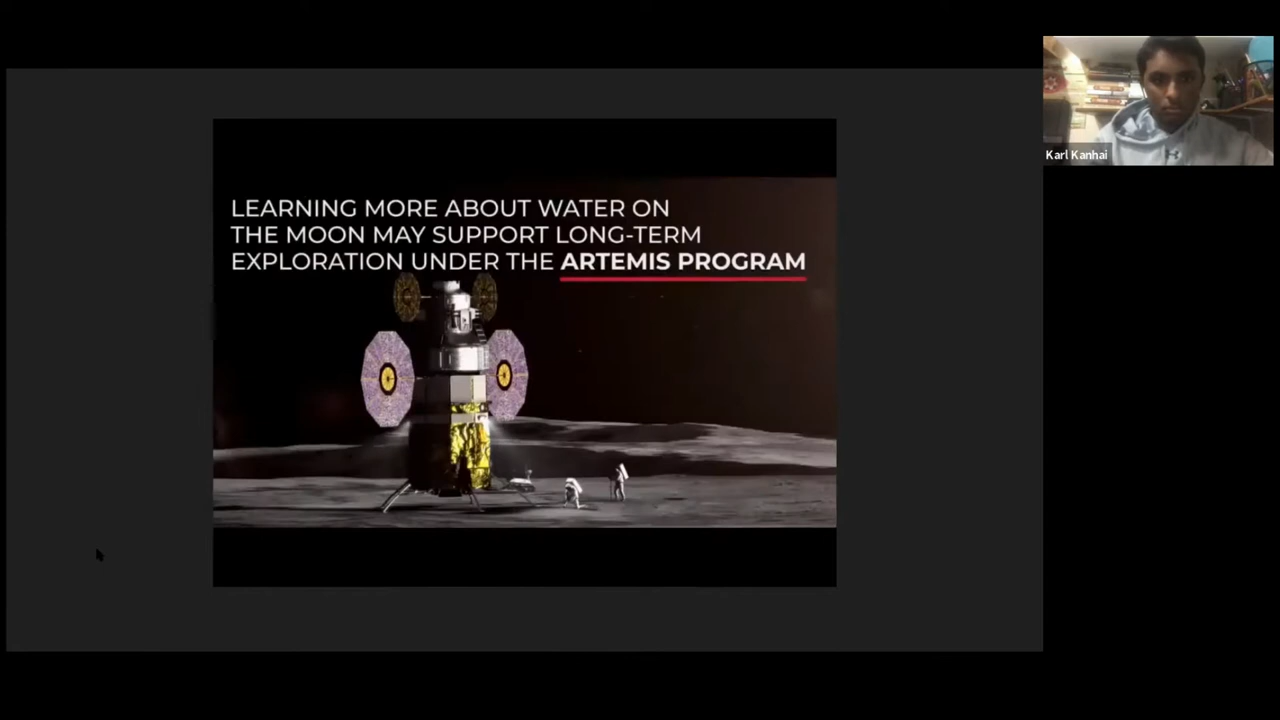 LEARNING MORE ABOUT WATER ON
THE MOON MAY SUPPORT LONG-TERM
EXPLORATION UNDER THE ARTEMIS PROGRAM
Karl Kanhai